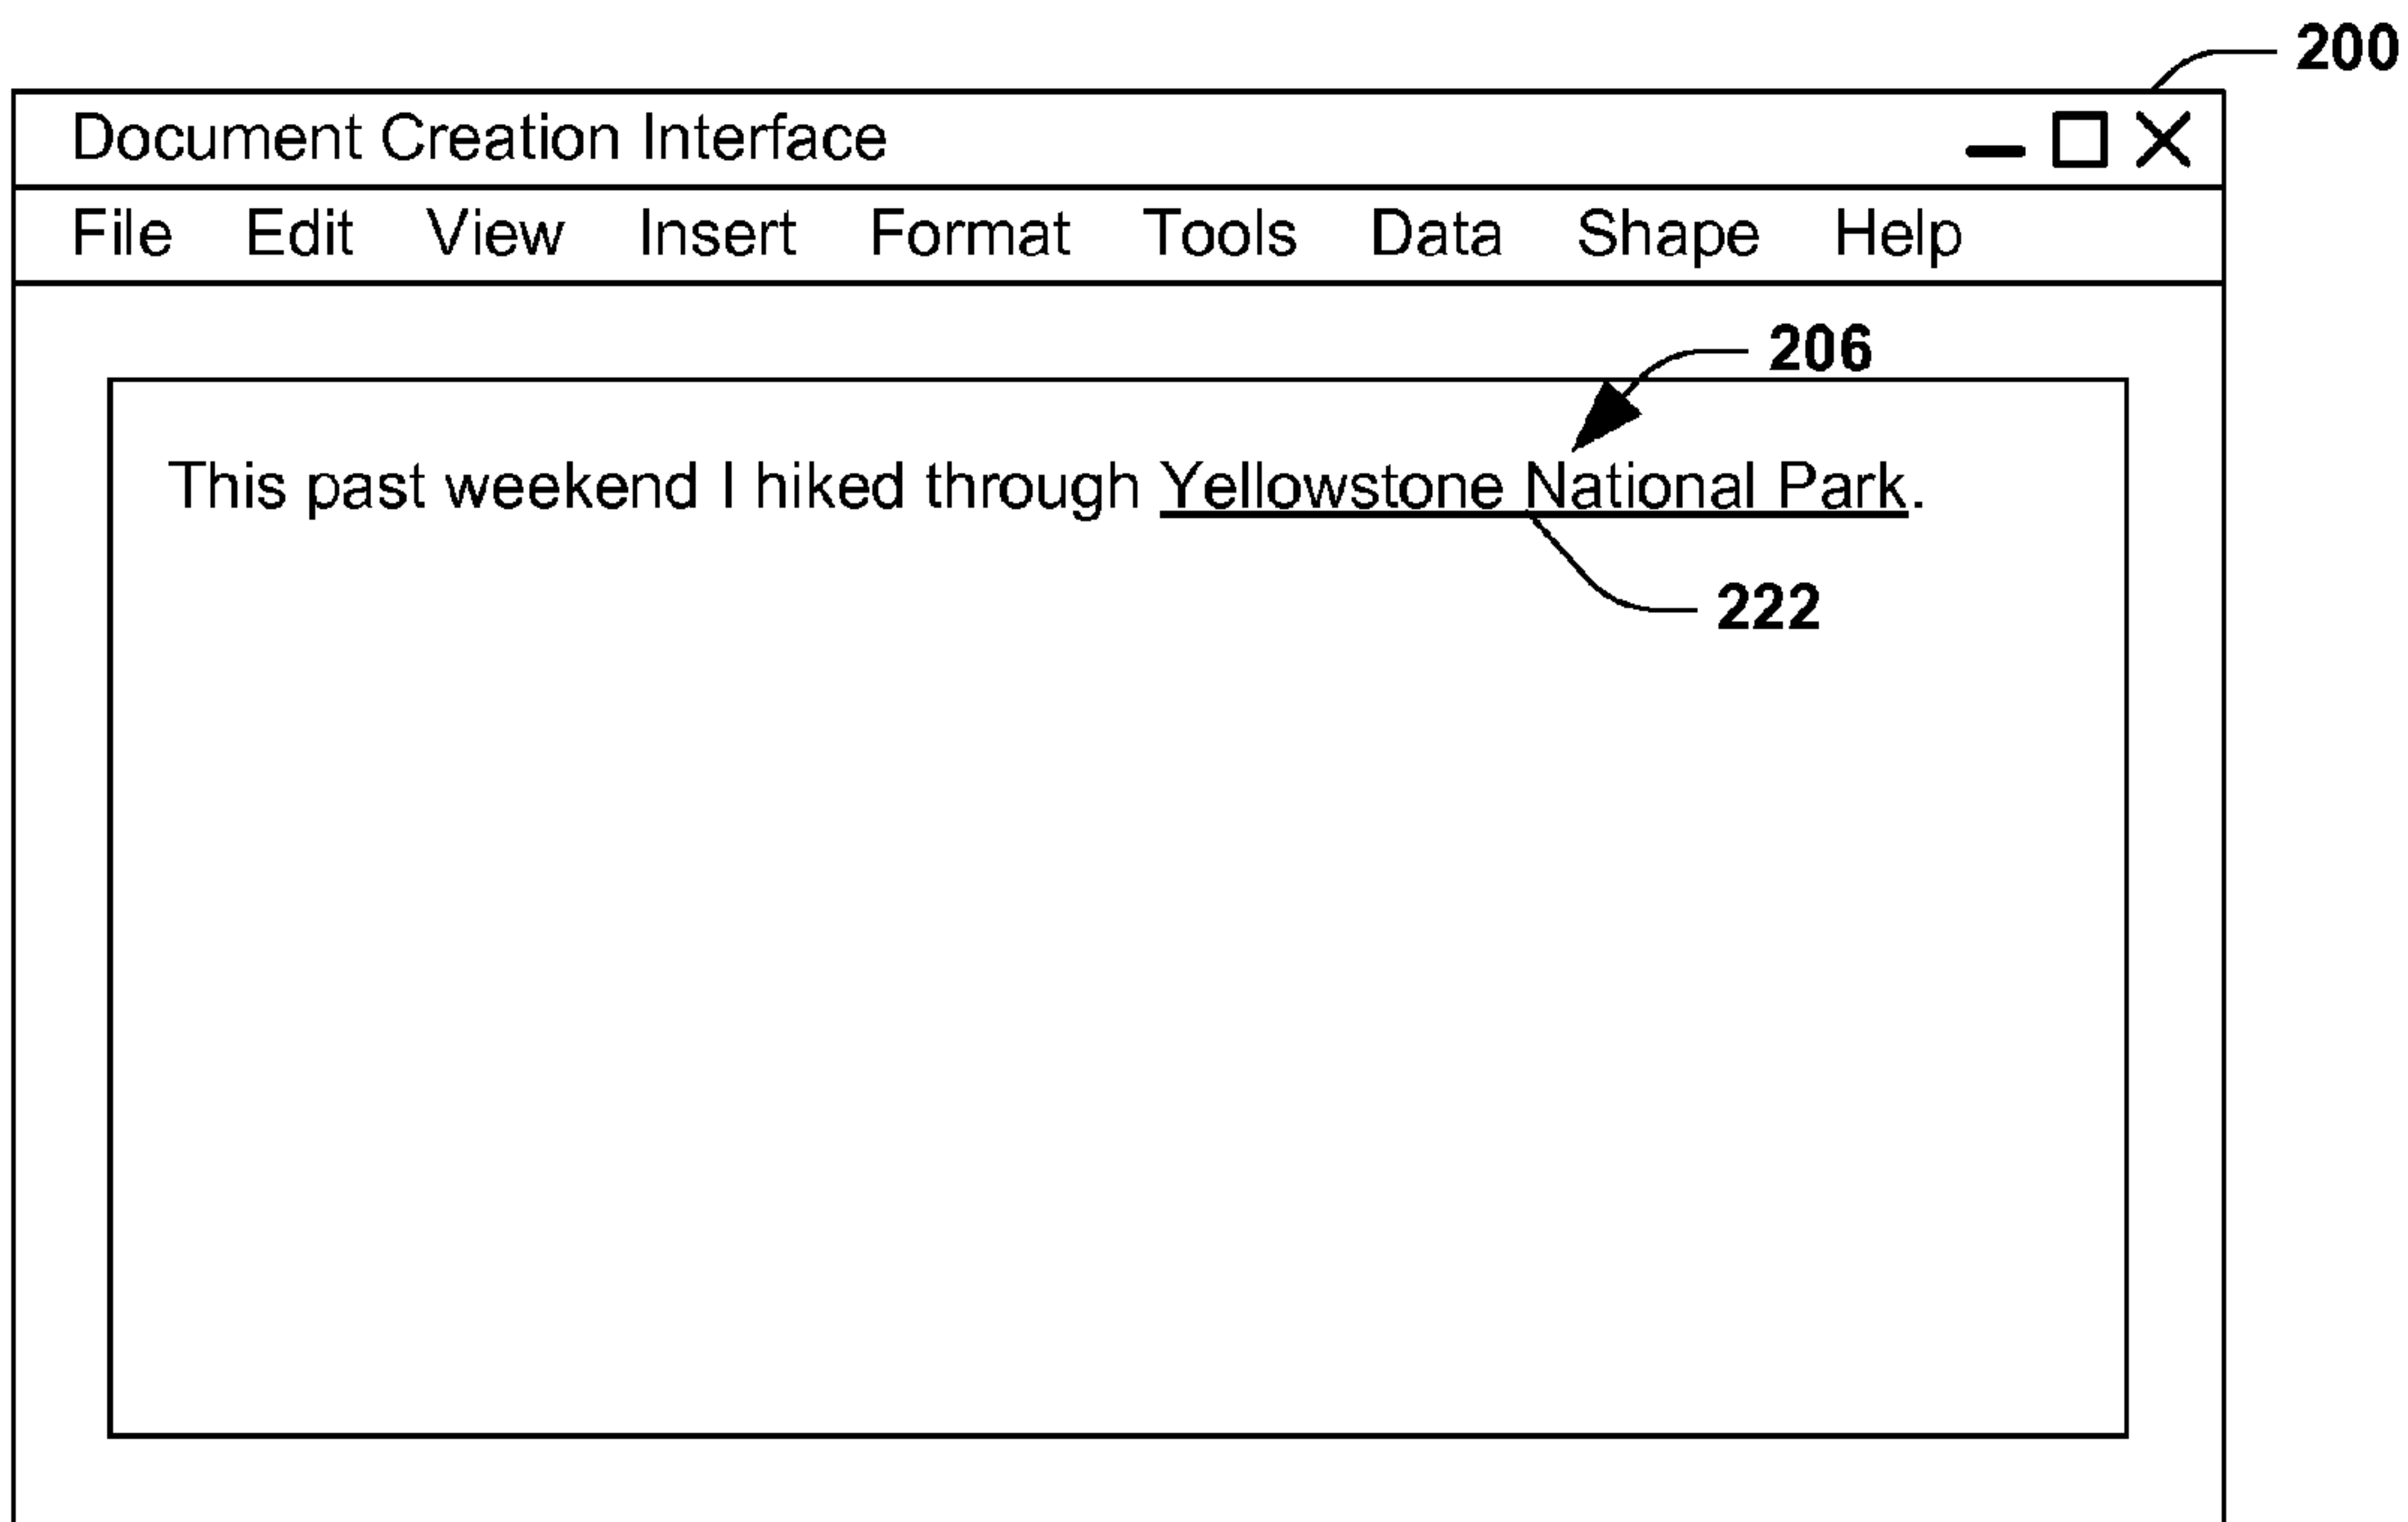 200
Document Creation Interface
File Edit View Insert Format Tools Data Shape Help
206
This past weekend I hiked through Yellowstone National Park.
222